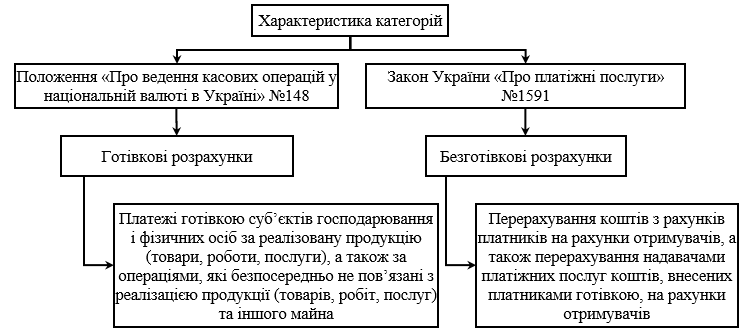 Характеристика категорій
Положення «Про ведення касових операцій у
національній валюті в Україні» №148
Закон України «Про платіжні послуги»
№1591
Готівкові розрахунки
Безготівкові розрахунки
Платежі готівкою суб’єктів господарювання
і фізичних осіб за реалізовану продукцію
(товари, роботи, послуги), а також за
операціями, які безпосередньо не пов’язані з
реалізацією продукції (товарів, робіт, послуг)
та іншого майна
Перерахування коштів з рахунків
платників на рахунки отримувачів, а
також перерахування надавачами
платіжних послуг коштів, внесених
платниками готівкою, на рахунки
отримувачів